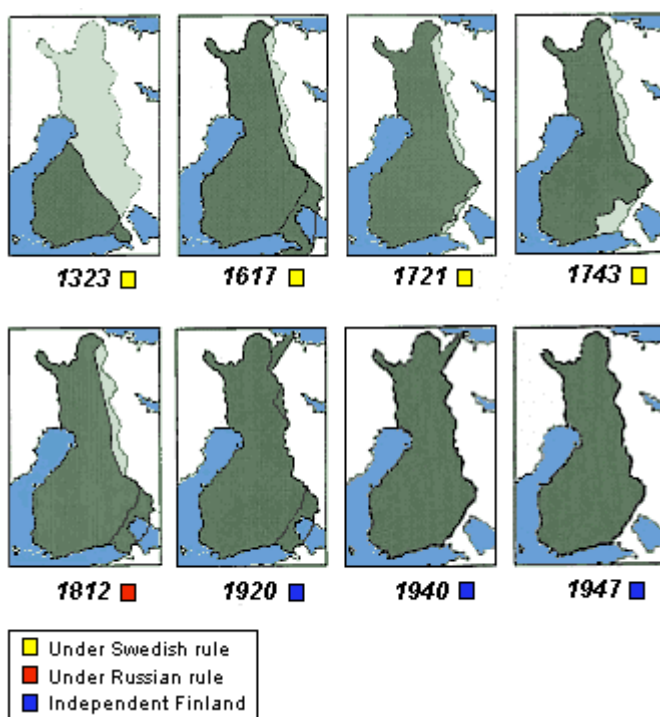 1323
1617
1721
1743
1812
1920
1940
1947
Under Swedish rule
Under Russian rule
Independent Finland